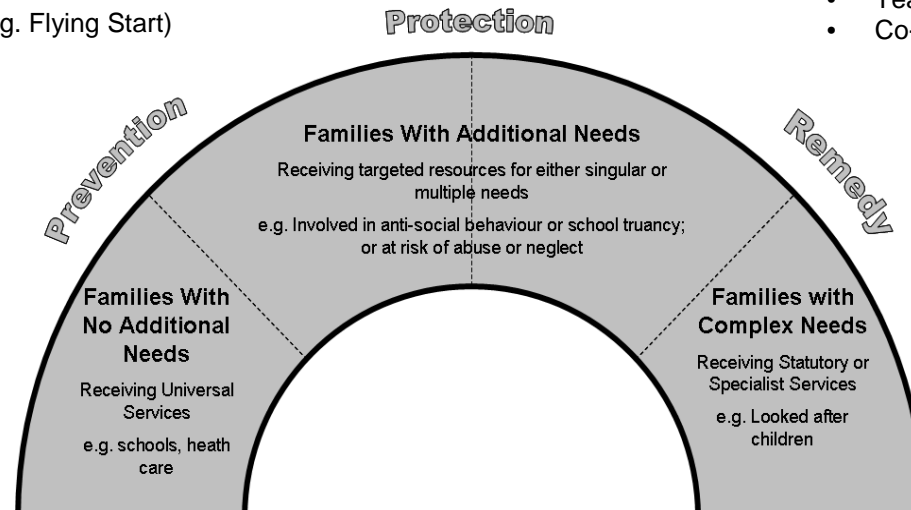 g. Flying Start)
Protection
•
• Co-
Prevention
Remedy
Families With Additional Needs
Receiving targeted resources for either singular or
multiple needs
e.g. Involved in anti-social behaviour or school truancy;
or at risk of abuse or neglect
Families With
No Additional
Needs
Receiving Universal
Services
e.g. schools, heath
care
Families with
Complex Needs
Receiving Statutory or
Specialist Services
e.g. Looked after
children